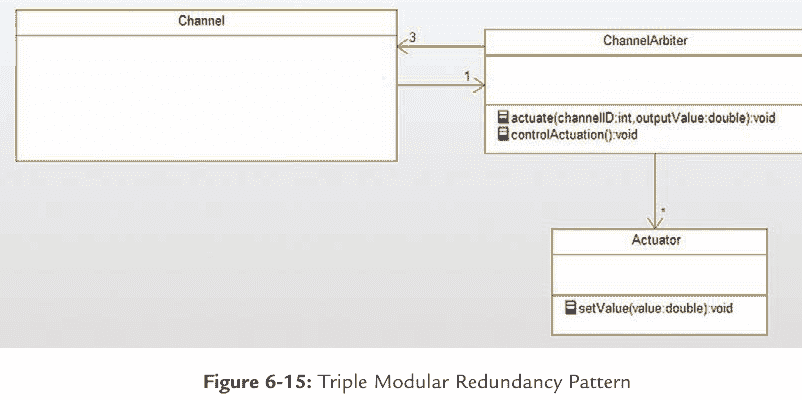 Channel
3
ChannelArbiter
1
actuate(channelID:int,outputValue:double):void
controlActuation():void
*
Actuator
setValue(value:double):void
Figure 6-15: Triple Modular Redundancy Pattern